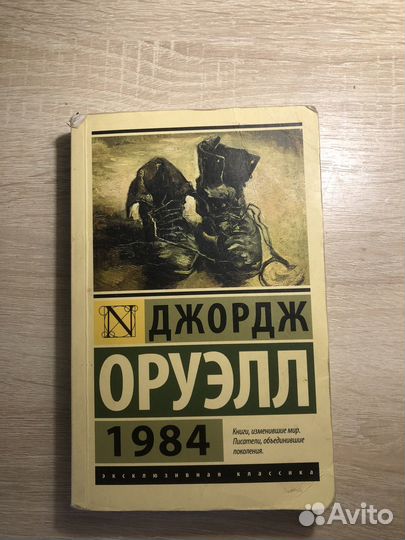 N
ДЖОРДЖ
ОРУЭЛЛ
1984
Книги, изменившие мир.
Писатели, объединившие
поколения.
эксклюзивная классика
Avito